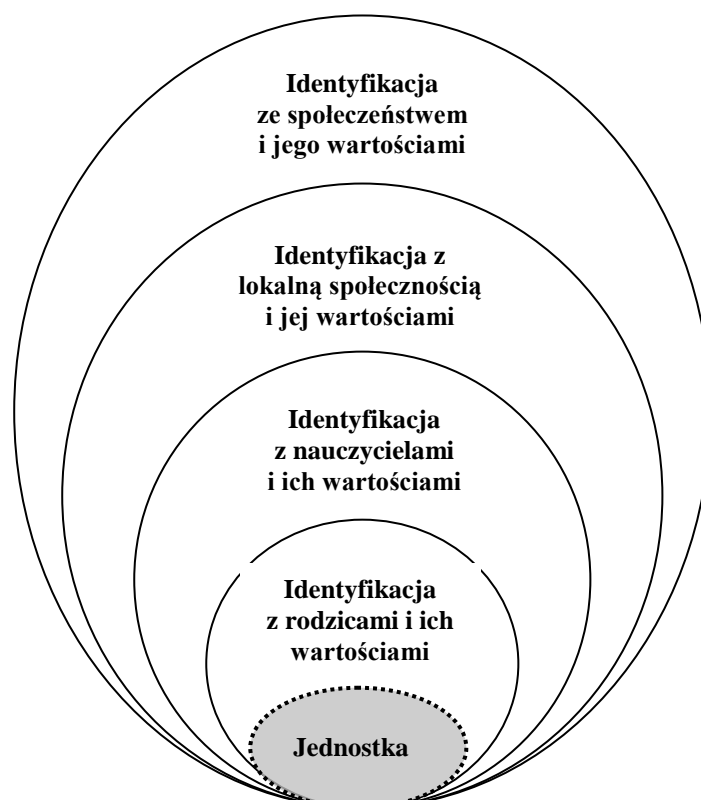 Identyfikacja
ze społeczeństwem
i jego wartościami
Identyfikacja z
lokalną społecznością
i jej wartościami
Identyfikacja
z nauczycielami
i ich wartościami
Identyfikacja
z rodzicami i ich
wartościami
Jednostka